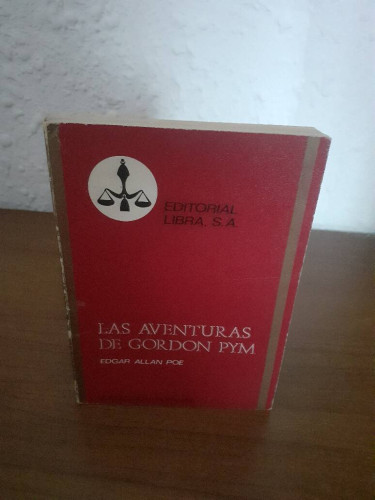 EDITORIAL
LIBRA, S.A.
LAS AVENTURAS
DE GORDON PYM
EDGAR ALLAN POE